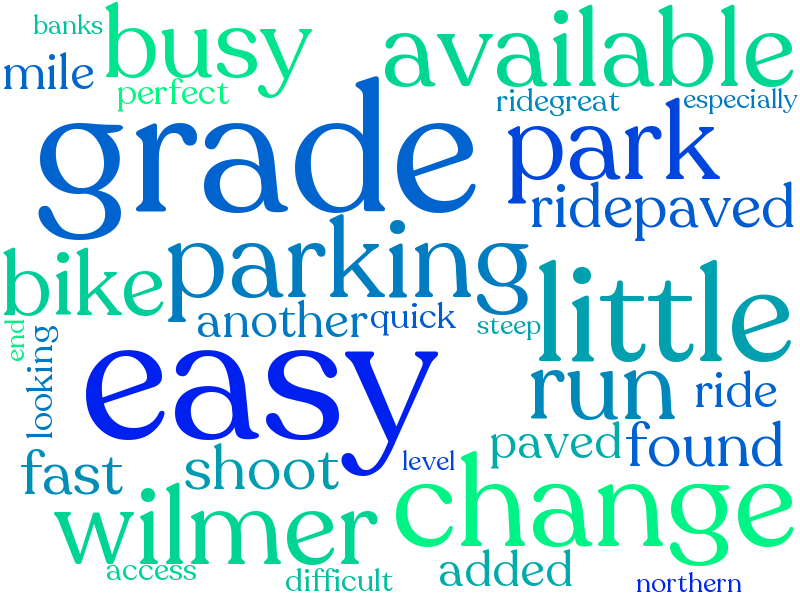 banks
busy
available
mile
perfect
ridegreat
especially
grade
park
ridepaved
bike
parking
another
quick
steep
little
end
looking
easy
run
ride
paved
found
fast
shoot
level
change
wilmer
access
difficult
added
northern